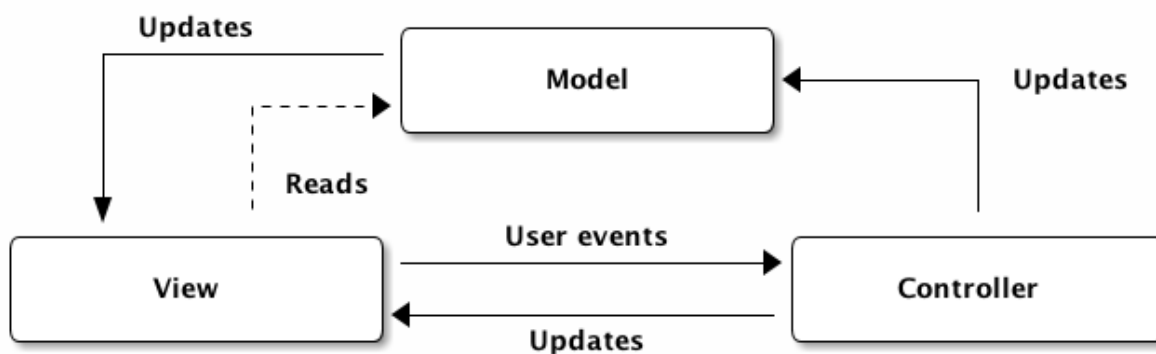 Updates
Model
Updates
Reads
User events
View
Controller
Updates